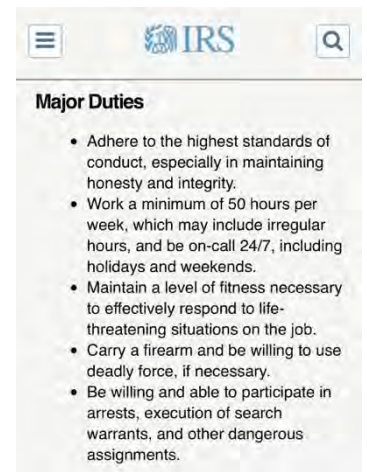 IRS
Major Duties
• Adhere to the highest standards of
conduct, especially in maintaining
honesty and integrity.
• Work a minimum of 50 hours per
week, which may include irregular
hours, and be on-call 24/7, including
holidays and weekends.
• Maintain a level of fitness necessary
to effectively respond to life-
threatening situations on the job.
• Carry a firearm and be willing to use
deadly force, if necessary.
• Be willing and able to participate in
arrests, execution of search
warrants, and other dangerous
assignments.